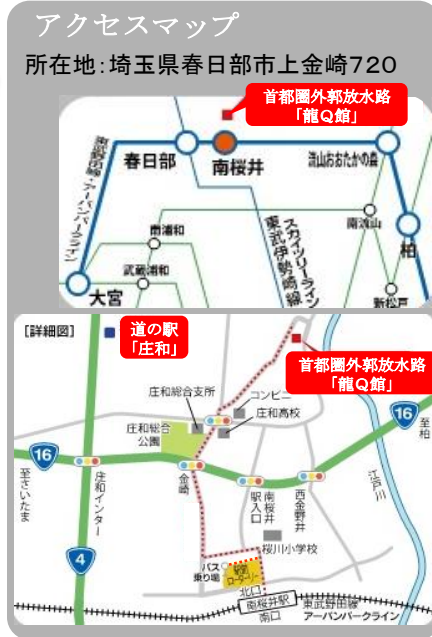 アクセスマップ
所在地：埼玉県春日部市上金崎720
首都圏外郭放水路
「龍Q館」
東武野田線・アーバンパークライン
春日部
南桜井
流山おおたかの森
南浦和
武蔵浦和
大宮
スカイツリーライン
東武伊勢崎線
南流山
柏
新松戸
［詳細図］
道の駅
「庄和」
首都圏外郭放水路
「龍Q館」
庄和総合支所
コンビニ
庄和高校
庄和総合
公園
16
至柏
16
至さいたま
庄和インター
金崎
南桜井
駅入口
西金野井
江戸川
4
桜川小学校
バス
乗り場
駅前
ロータリー
北口
南桜井駅
南口
東武野田線
アーバンパークライン